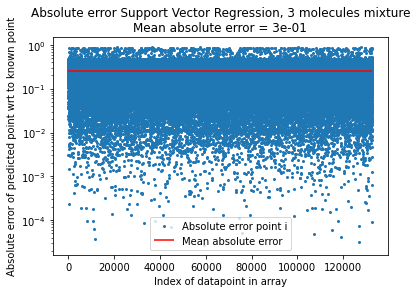 Absolute error Support Vector Regression, 3 molecules mixture
Mean absolute error = 3e-01
Absolute error of predicted point wrt to known point
10⁰
10⁻¹
10⁻²
10⁻³
10⁻⁴
Absolute error point i
Mean absolute error
0 20000 40000 60000 80000 100000 120000
Index of datapoint in array